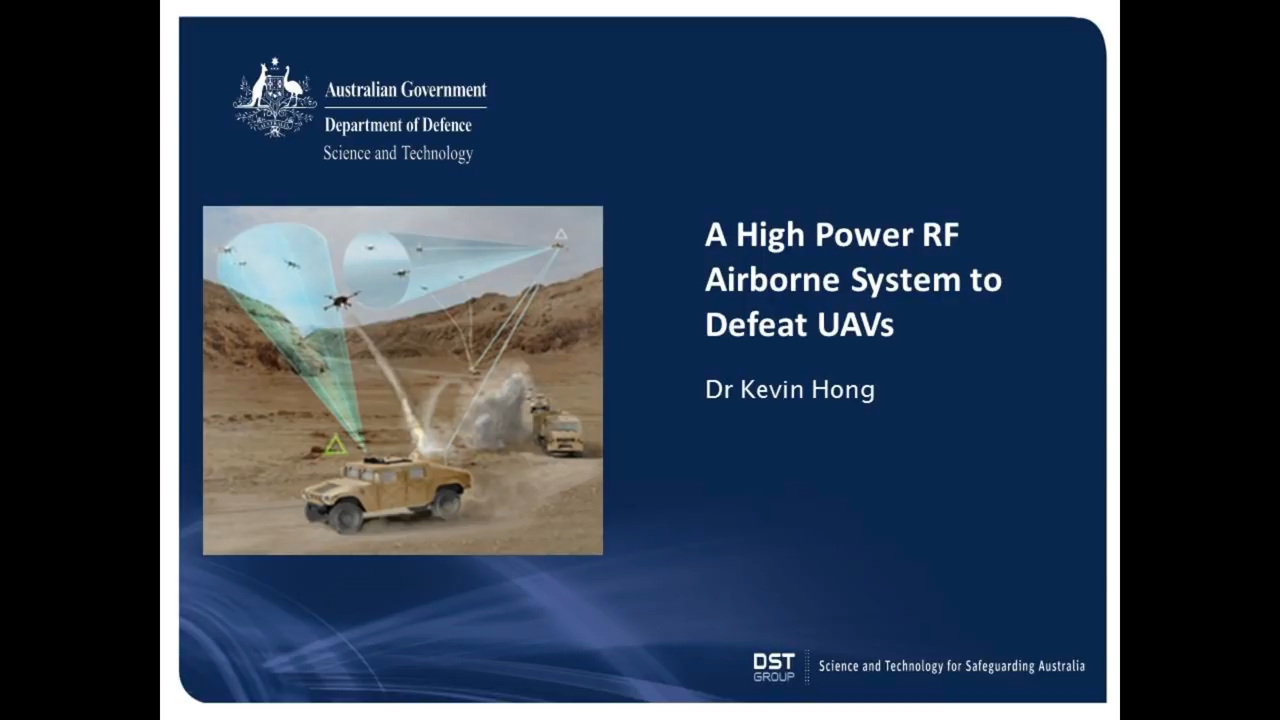 Australian Government
Department of Defence
Science and Technology
A High Power RF
Airborne System to
Defeat UAVs
Dr Kevin Hong
DST
GROUP
Science and Technology for Safeguarding Australia